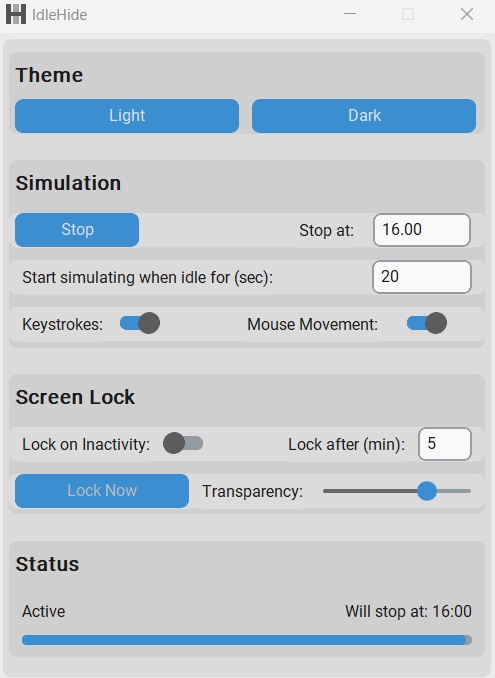 IdleHide
Theme
Light Dark
Simulation
Stop Stop at: 16.00
Start simulating when idle for (sec): 20
Keystrokes: Mouse Movement:
Screen Lock
Lock on Inactivity: Lock after (min): 5
Lock Now Transparency:
Status
Active Will stop at: 16:00